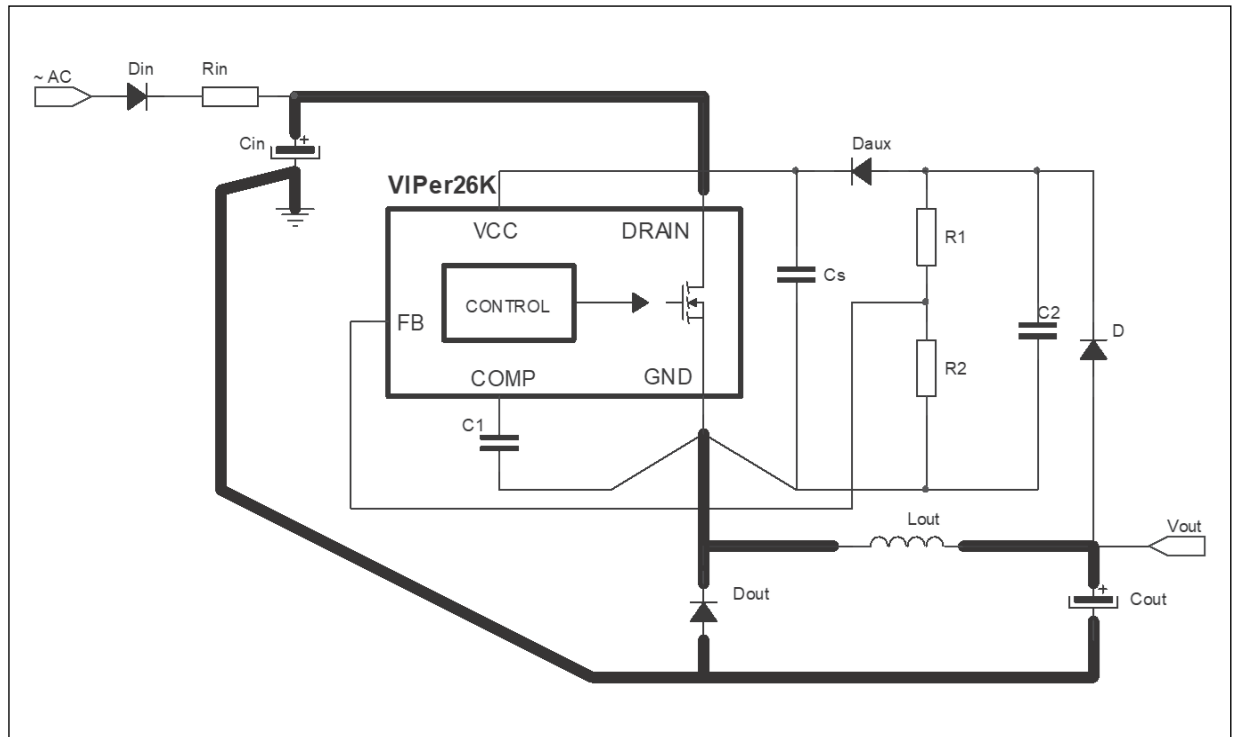 ~ AC
Din
Rin
Cin
+
VIPer26K
Daux
VCC
DRAIN
R1
Cs
CONTROL
FB
C2
D
R2
COMP
GND
C1
Lout
Vout
Dout
+
Cout